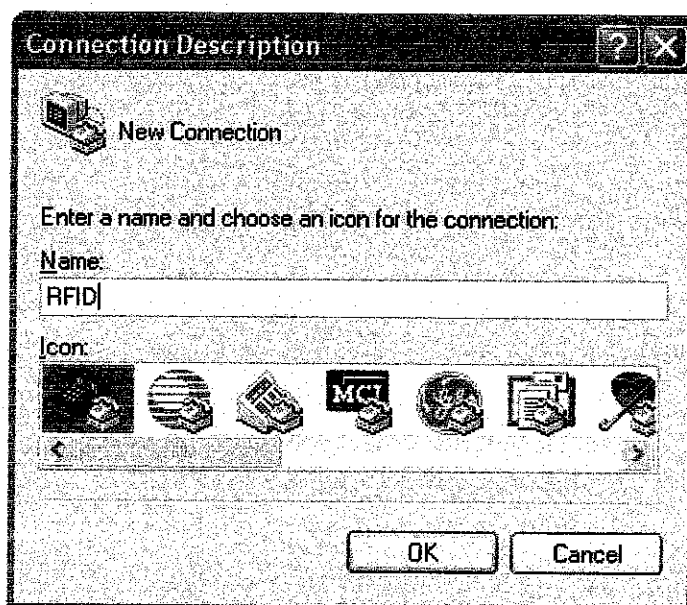 Connection Description
New Connection
Enter a name and choose an icon for the connection:
Name:
RFID
Icon:
MCI
OK
Cancel